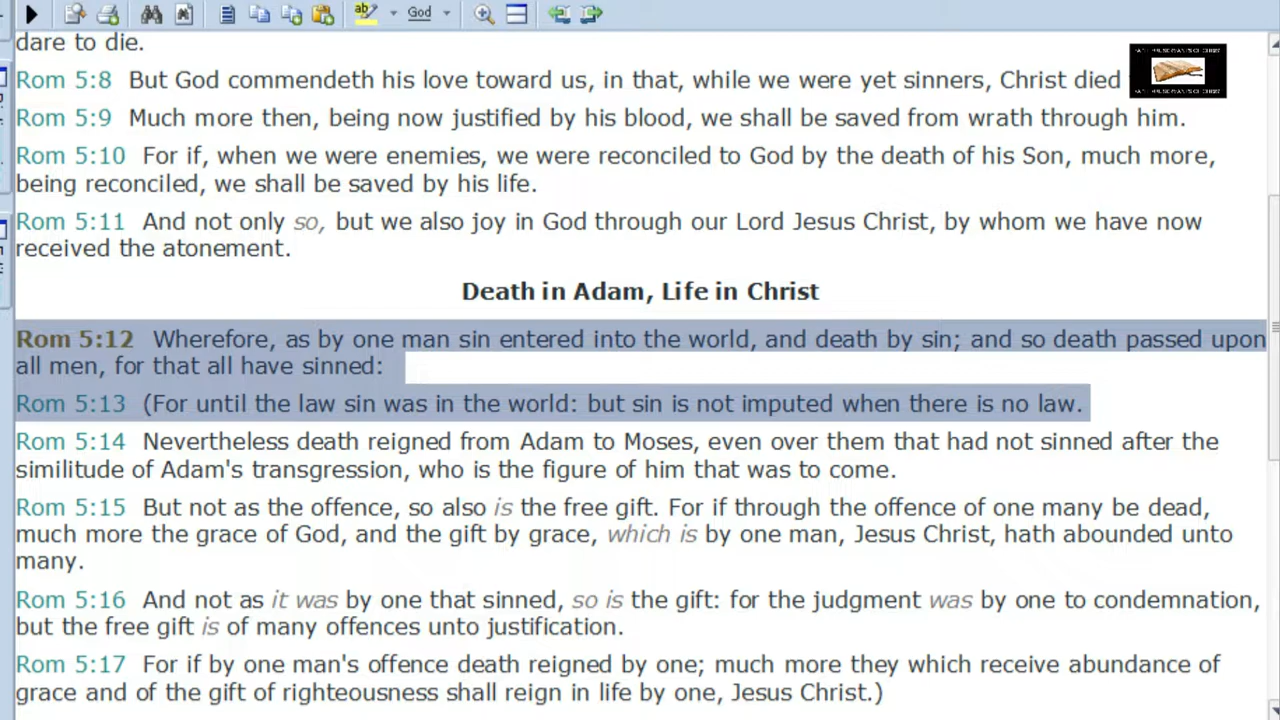 ab
God
dare to die.
Rom 5:8 But God commendeth his love toward us, in that, while we were yet sinners, Christ died
Rom 5:9 Much more then, being now justified by his blood, we shall be saved from wrath through him.
Rom 5:10 For if, when we were enemies, we were reconciled to God by the death of his Son, much more,
being reconciled, we shall be saved by his life.
Rom 5:11 And not only so, but we also joy in God through our Lord Jesus Christ, by whom we have now
received the atonement.
Death in Adam, Life in Christ
Rom 5:12 Wherefore, as by one man sin entered into the world, and death by sin; and so death passed upon
all men, for that all have sinned:
Rom 5:13 (For until the law sin was in the world: but sin is not imputed when there is no law.
Rom 5:14 Nevertheless death reigned from Adam to Moses, even over them that had not sinned after the
similitude of Adam's transgression, who is the figure of him that was to come.
Rom 5:15 But not as the offence, so also is the free gift. For if through the offence of one many be dead,
much more the grace of God, and the gift by grace, which is by one man, Jesus Christ, hath abounded unto
many.
Rom 5:16 And not as it was by one that sinned, so is the gift: for the judgment was by one to condemnation,
but the free gift is of many offences unto justification.
Rom 5:17 For if by one man's offence death reigned by one; much more they which receive abundance of
grace and of the gift of righteousness shall reign in life by one, Jesus Christ.)